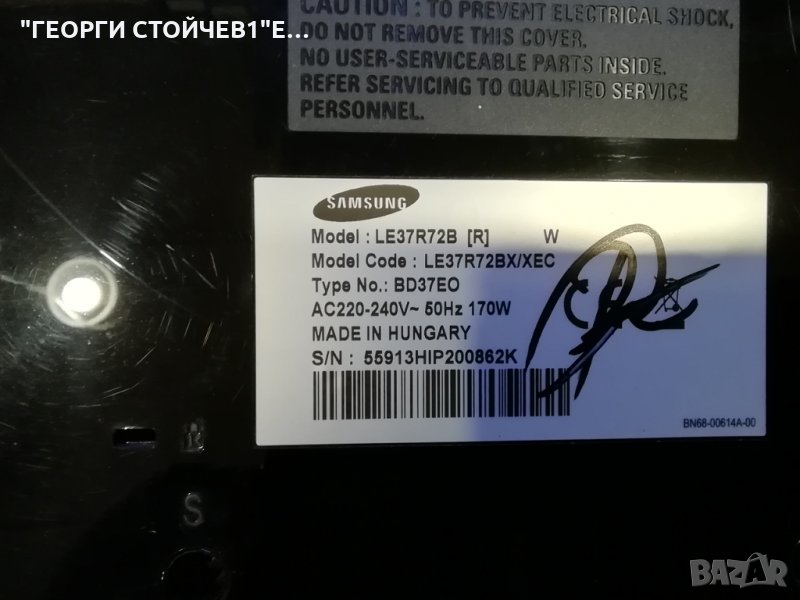 "ГЕОРГИ СТОЙЧЕВ1"Е...
CAUTION : TO PREVENT ELECTRICAL SHOCK,
DO NOT REMOVE THIS COVER.
NO USER-SERVICEABLE PARTS INSIDE.
REFER SERVICING TO QUALIFIED SERVICE
PERSONNEL.
SAMSUNG
Model : LE37R72B [R] W
Model Code : LE37R72BX/XEC
Type No.: BD37EO
AC220-240V~ 50Hz 170W
MADE IN HUNGARY
S/N : 55913HIP200862K
BN68-00614A-00
S
BAZAR